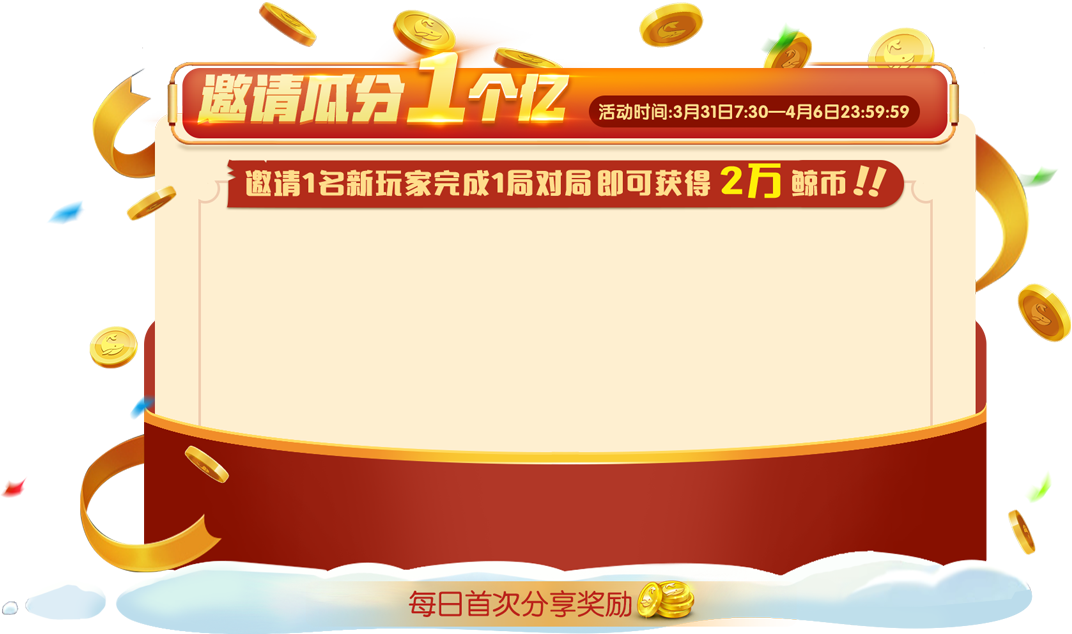 邀请瓜分1个亿
活动时间:3月31日7:30—4月6日23:59:59
邀请1名新玩家完成1局对局 即可获得 2万 鲸币!!
每日首次分享奖励